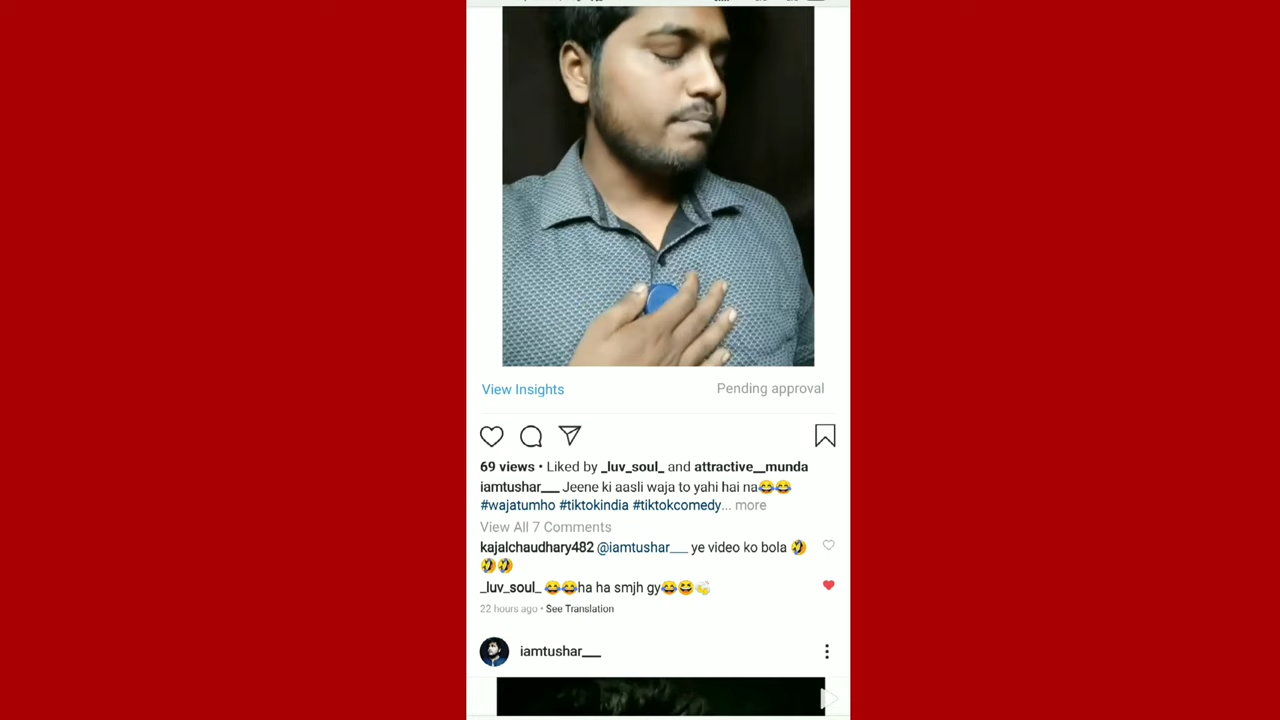 View Insights Pending approval
69 views • Liked by _luv_soul_ and attractive__munda
iamtushar___ Jeene ki aasli waja to yahi hai na😂😂
#wajatumho #tiktokindia #tiktokcomedy... more
View All 7 Comments
kajalchaudhary482 @iamtushar___ ye video ko bola 🤣
🤣🤣
_luv_soul_ 😂😂ha ha smjh gy😂😆🍻
22 hours ago • See Translation
iamtushar___